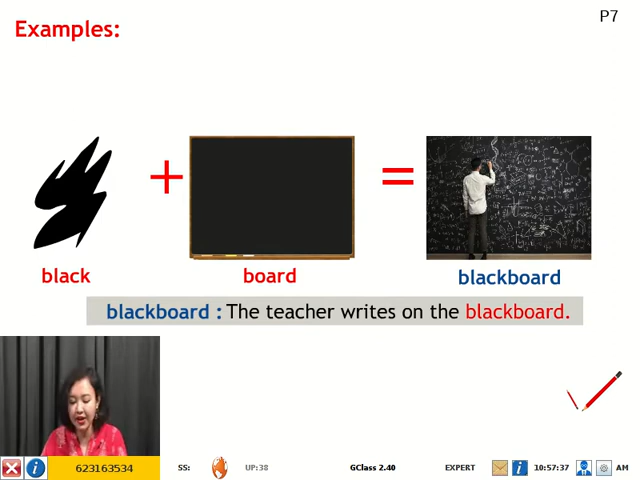 P7
Examples:
+
=
black
board
blackboard
blackboard : The teacher writes on the blackboard.
623163534
SS:
UP:38
GClass 2.40
EXPERT
10:57:37
AM